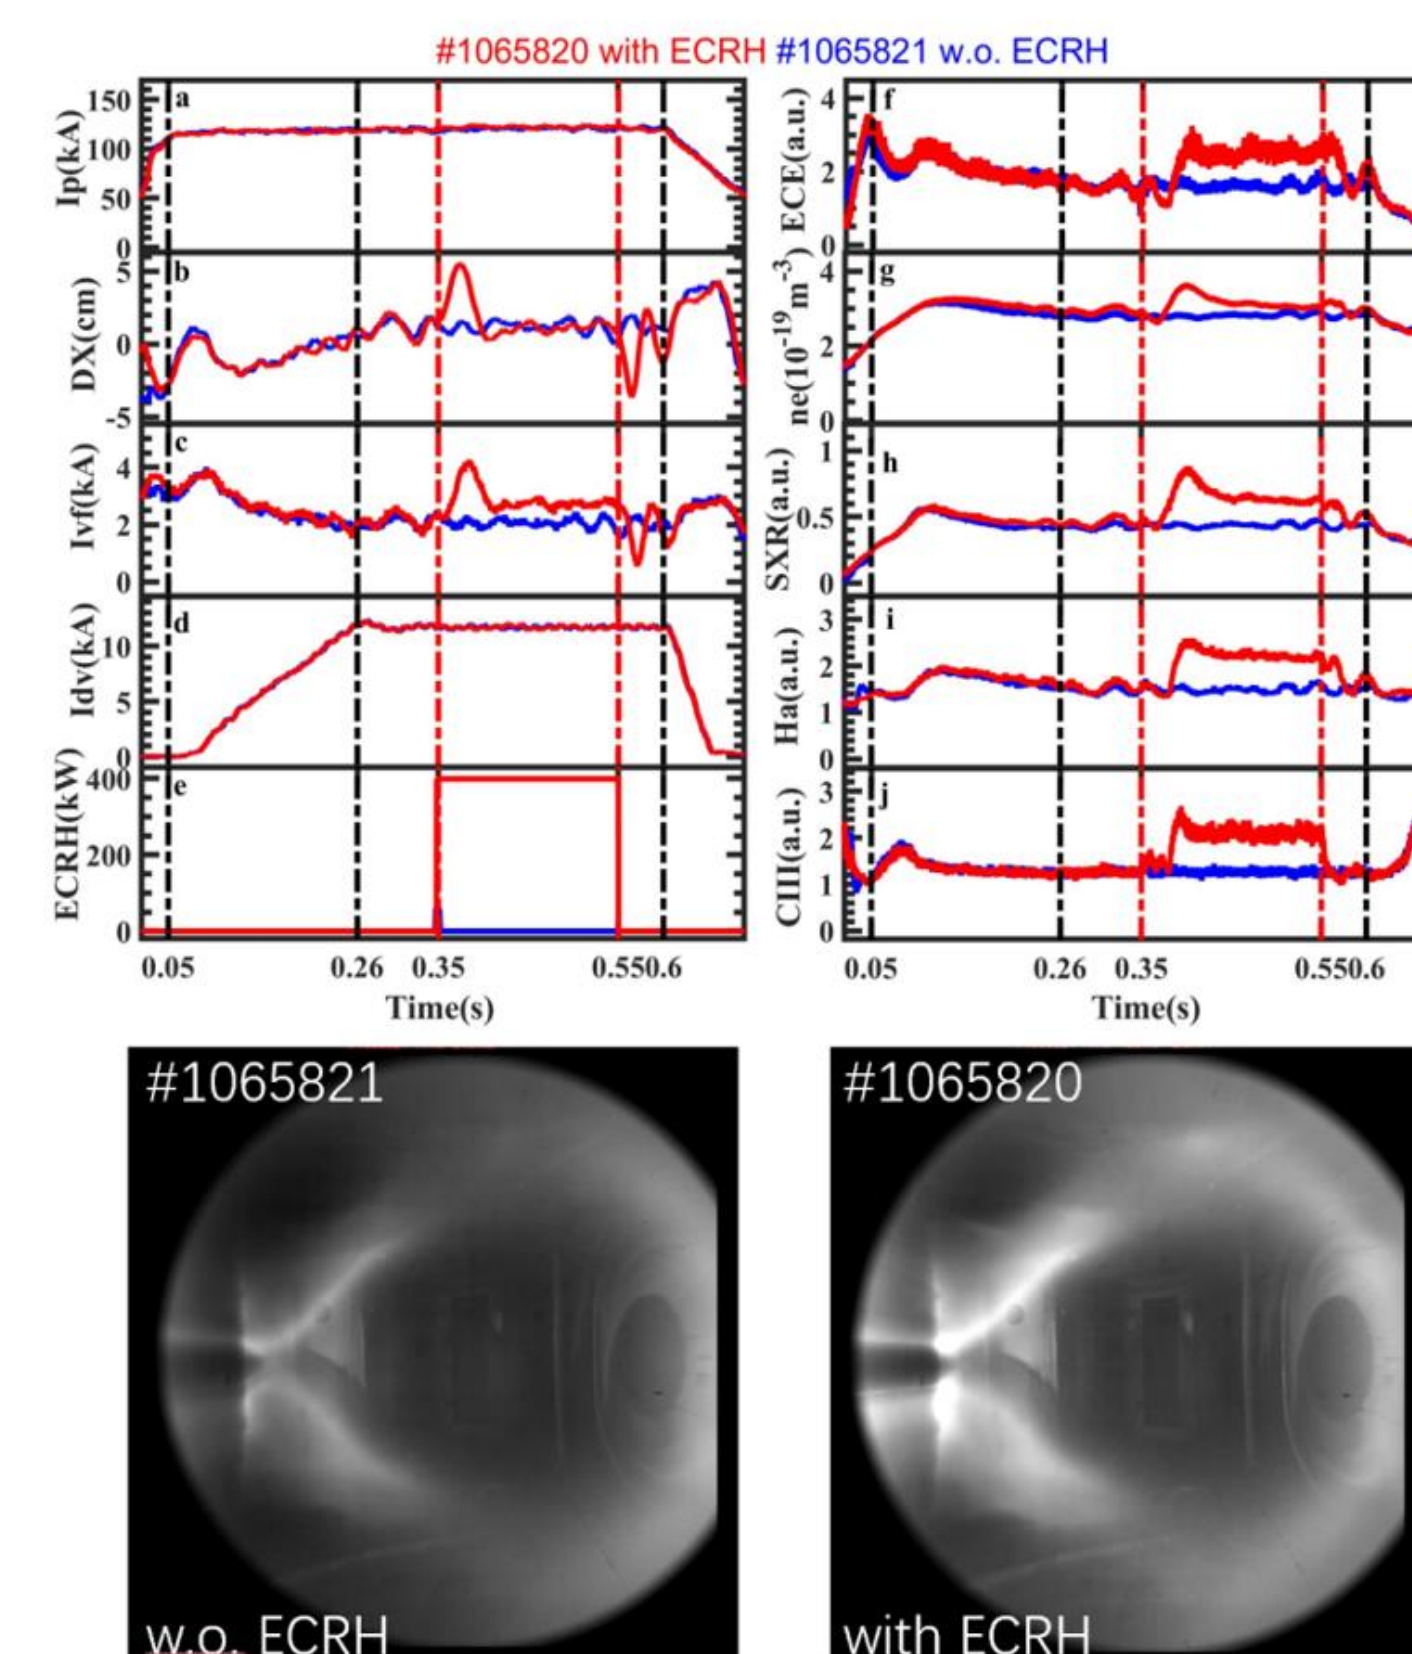 #1065820 with ECRH #1065821 w.o. ECRH
a
Ip(kA)
150
100
50
0
b
DX(cm)
5
0
-5
c
Ivf(kA)
4
2
0
d
Idv(kA)
10
5
0
e
ECRH(kW)
400
200
0
0.05 0.26 0.35 0.550.6
Time(s)
f
ECE(a.u.)
4
2
0
g
ne(10-19m-3)
4
2
0
h
SXR(a.u.)
1
0.5
0
i
Ha(a.u.)
3
2
1
0
j
CIII(a.u.)
3
2
1
0
0.05 0.26 0.35 0.550.6
Time(s)
#1065821
w.o. ECRH
#1065820
with ECRH